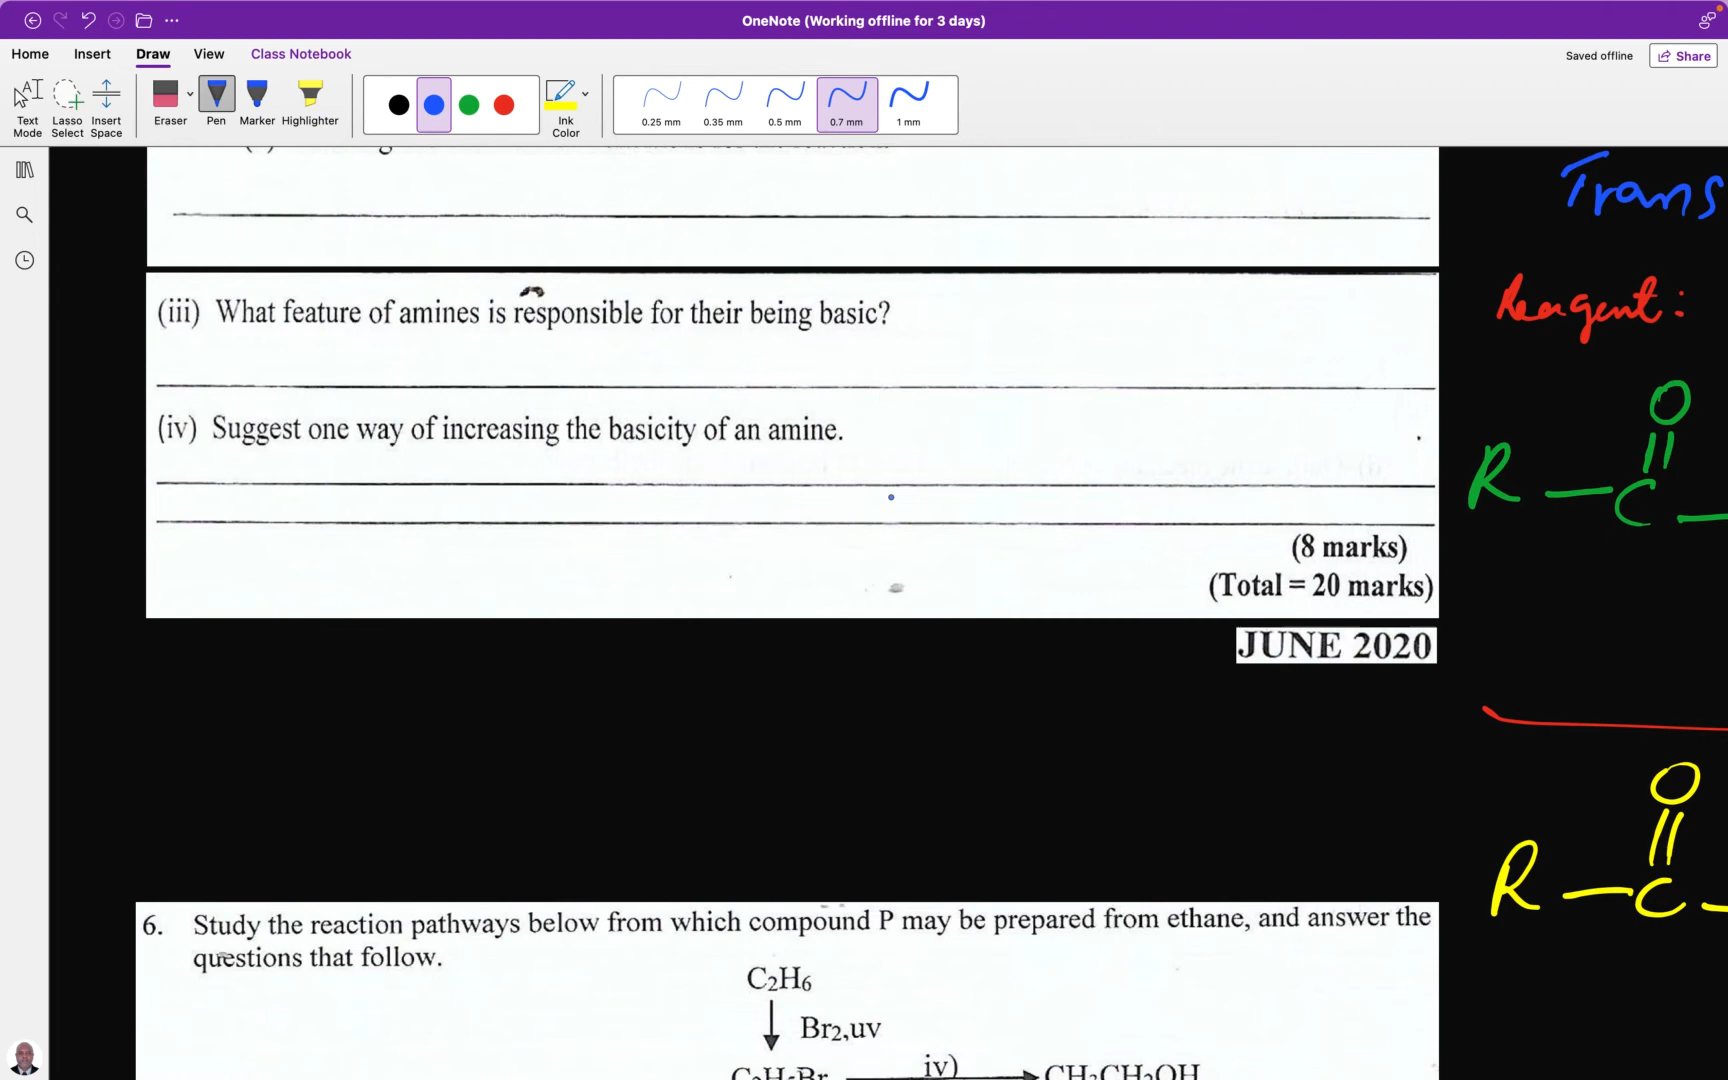 OneNote (Working offline for 3 days)
Home Insert Draw View Class Notebook
Saved offline Share
Text Mode
Lasso Select
Insert Space
Eraser
Pen
Marker
Highlighter
Ink Color
0.25 mm
0.35 mm
0.5 mm
0.7 mm
1 mm
Trans
Reagent:
(iii) What feature of amines is responsible for their being basic?
O
R — C
(iv) Suggest one way of increasing the basicity of an amine.
(8 marks)
(Total = 20 marks)
JUNE 2020
O
R — C
6. Study the reaction pathways below from which compound P may be prepared from ethane, and answer the
questions that follow.
C₂H₆
Br₂,uv
iv)
C₂H₅Br
CH₃CH₂OH